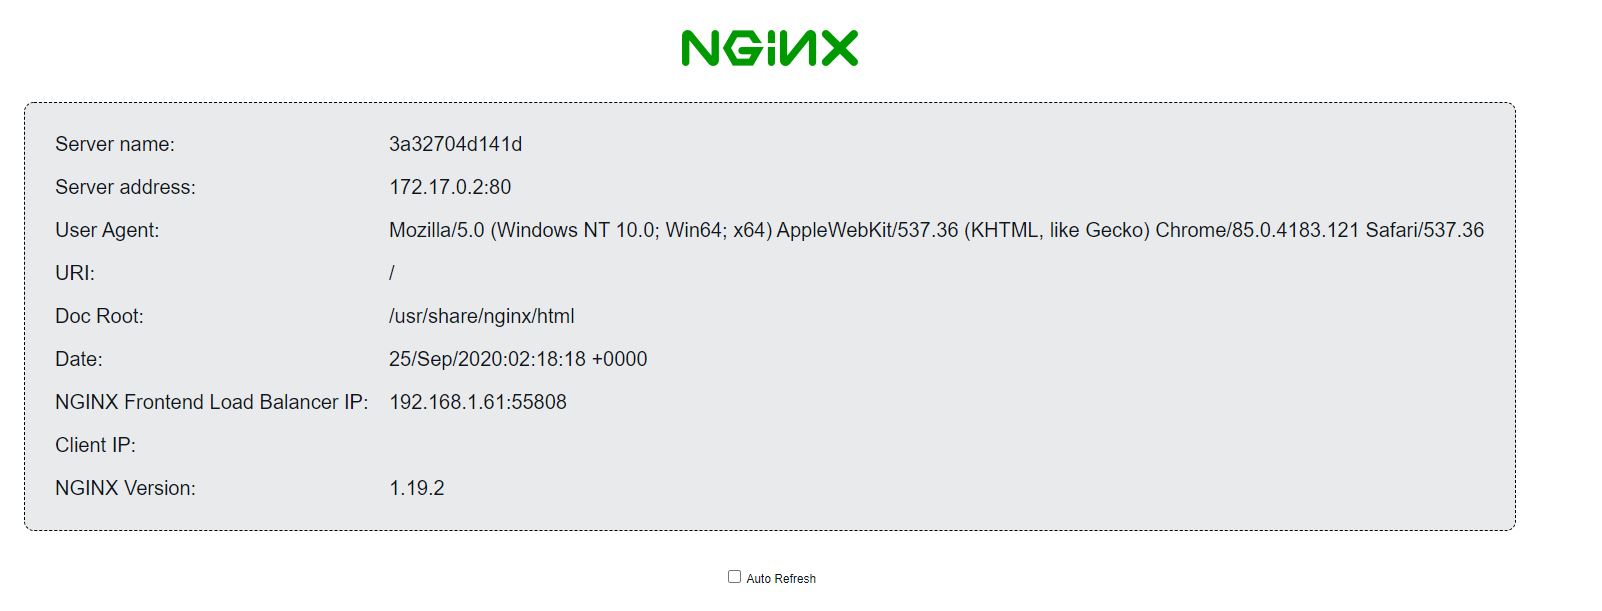 NGINX
Server name: 3a32704d141d
Server address: 172.17.0.2:80
User Agent: Mozilla/5.0 (Windows NT 10.0; Win64; x64) AppleWebKit/537.36 (KHTML, like Gecko) Chrome/85.0.4183.121 Safari/537.36
URI: /
Doc Root: /usr/share/nginx/html
Date: 25/Sep/2020:02:18:18 +0000
NGINX Frontend Load Balancer IP: 192.168.1.61:55808
Client IP:
NGINX Version: 1.19.2
Auto Refresh